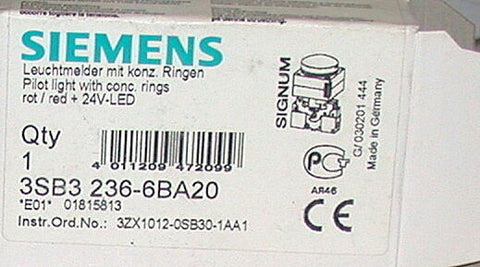 SIEMENS
Leuchtmelder mit konz. Ringen
Pilot light with conc. rings
rot / red + 24V-LED
Qty
1
4 011209 472099
3SB3 236-6BA20
*E01* 01815813
Instr.Ord.No.: 3ZX1012-0SB30-1AA1
SIGNUM
G/ 030201 444
Made in Germany
AR46
CE